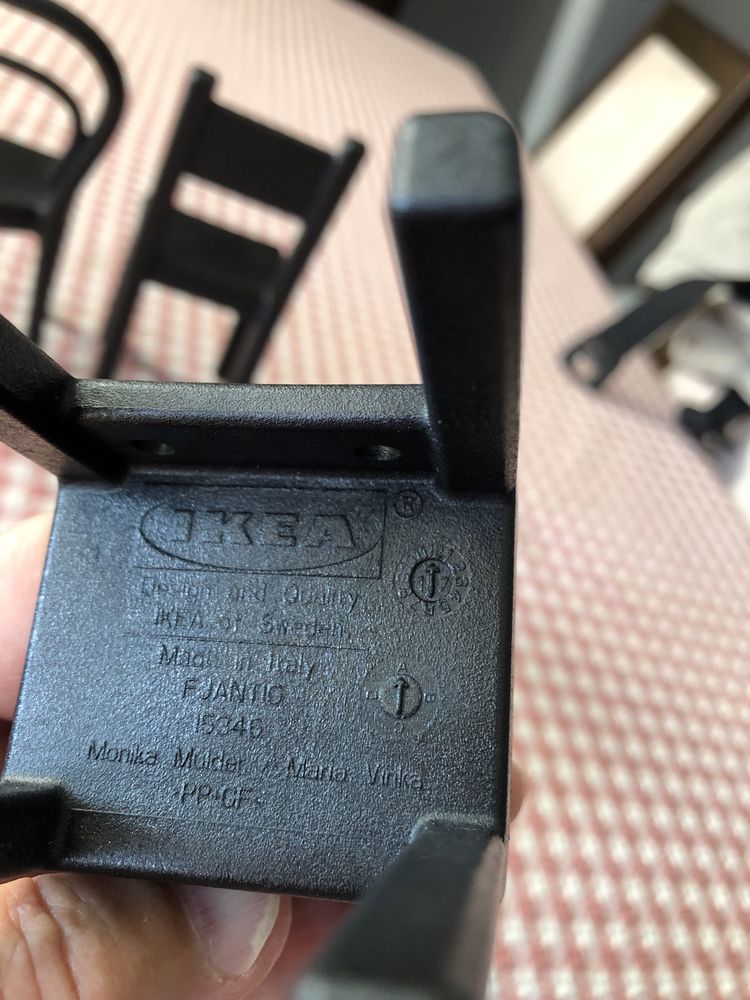 IKEA ®
Design and Quality
IKEA of Sweden
Made in Italy
FJANTIG
15346
Monika Mulder / Maria Vinka
>PP-GF<